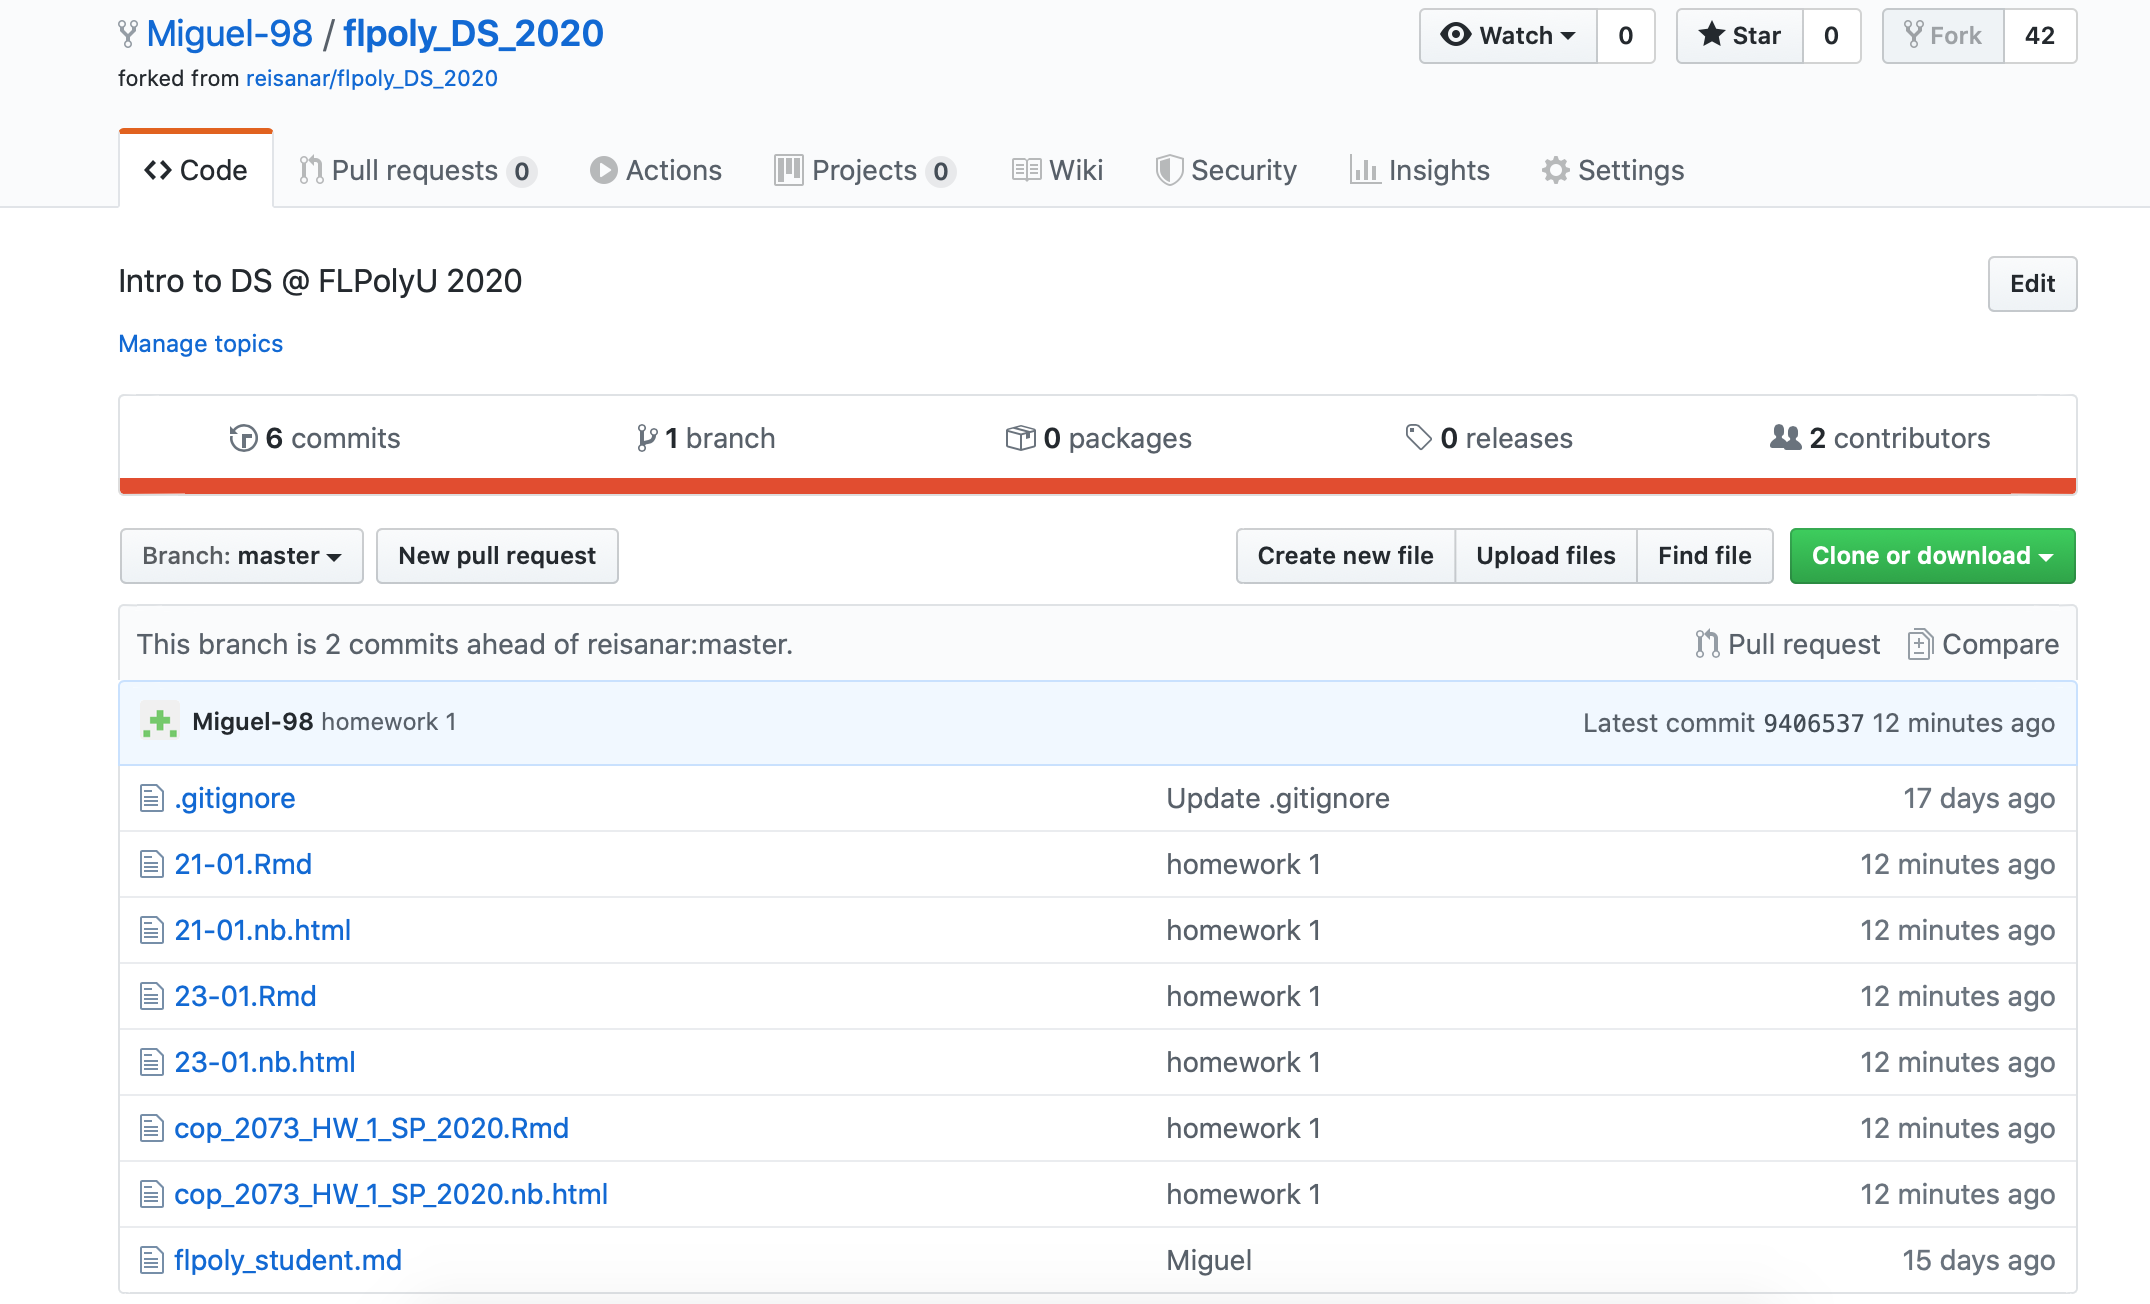 Miguel-98 / flpoly_DS_2020
Watch 0 Star 0 Fork 42
forked from reisanar/flpoly_DS_2020
Code Pull requests 0 Actions Projects 0 Wiki Security Insights Settings
Intro to DS @ FLPolyU 2020
Edit
Manage topics
6 commits 1 branch 0 packages 0 releases 2 contributors
Branch: master New pull request Create new file Upload files Find file Clone or download
This branch is 2 commits ahead of reisanar:master. Pull request Compare
Miguel-98 homework 1 Latest commit 9406537 12 minutes ago
.gitignore Update .gitignore 17 days ago
21-01.Rmd homework 1 12 minutes ago
21-01.nb.html homework 1 12 minutes ago
23-01.Rmd homework 1 12 minutes ago
23-01.nb.html homework 1 12 minutes ago
cop_2073_HW_1_SP_2020.Rmd homework 1 12 minutes ago
cop_2073_HW_1_SP_2020.nb.html homework 1 12 minutes ago
flpoly_student.md Miguel 15 days ago